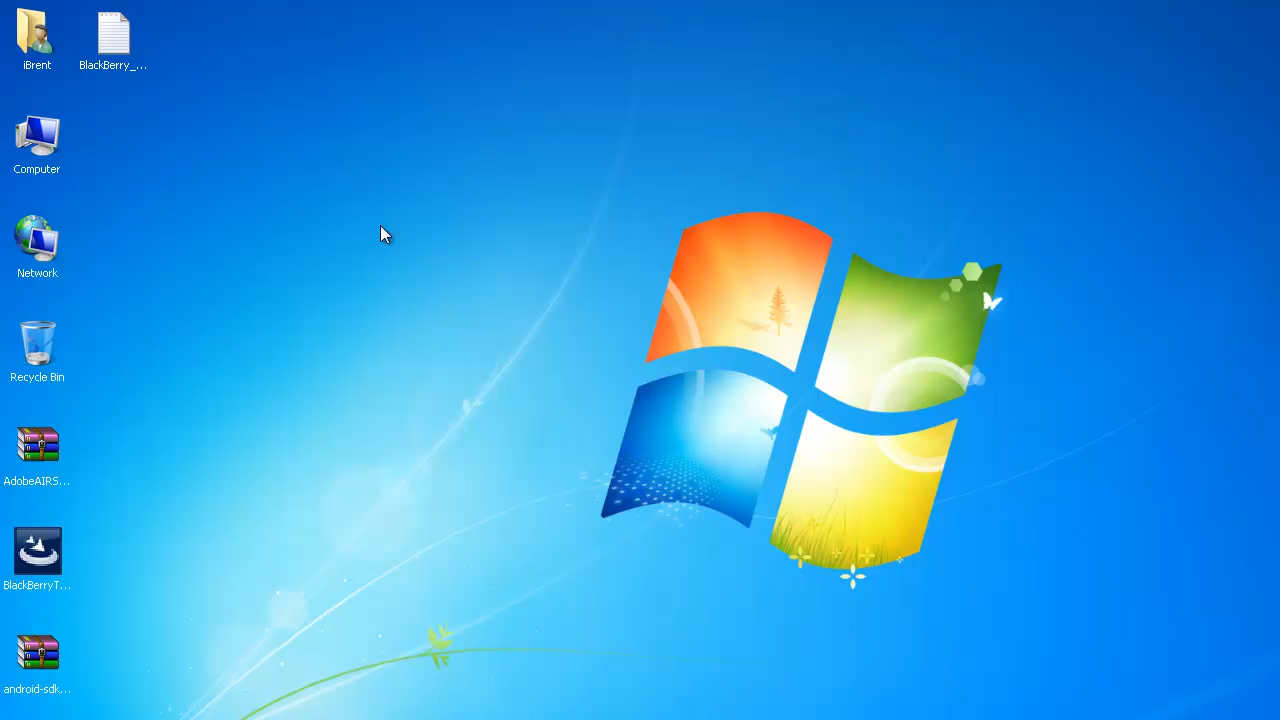 iBrent
BlackBerry_...
Computer
Network
Recycle Bin
AdobeAIRS...
BlackBerryT...
android-sdk...